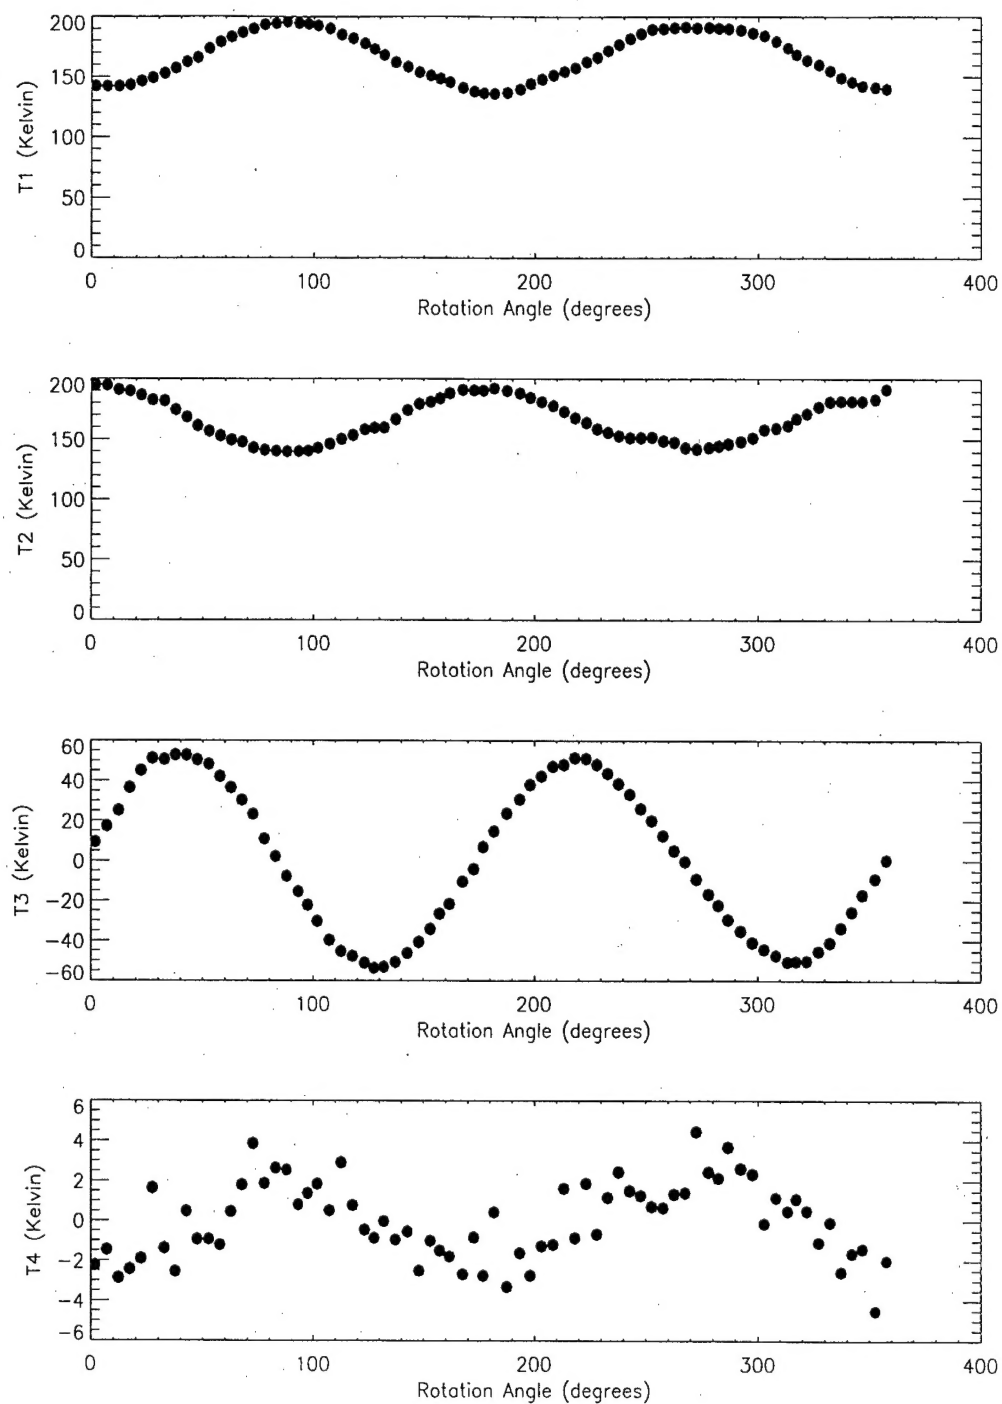 200
150
100
50
0
T1 (Kelvin)
0 100 200 300 400
Rotation Angle (degrees)
200
150
100
50
0
T2 (Kelvin)
0 100 200 300 400
Rotation Angle (degrees)
60
40
20
0
-20
-40
-60
T3 (Kelvin)
0 100 200 300 400
Rotation Angle (degrees)
6
4
2
0
-2
-4
-6
T4 (Kelvin)
0 100 200 300 400
Rotation Angle (degrees)